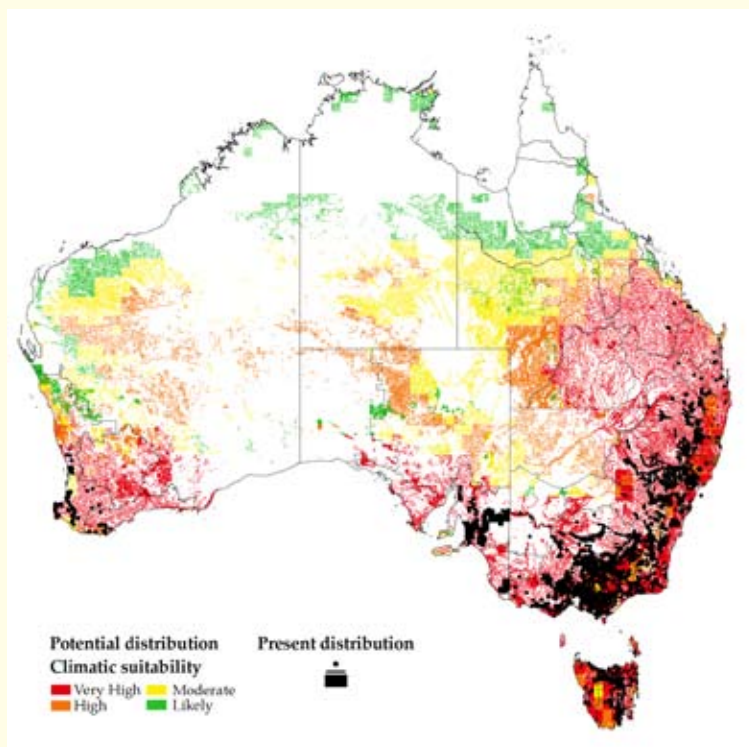 Potential distribution
Climatic suitability
Very High
High
Moderate
Likely
Present distribution